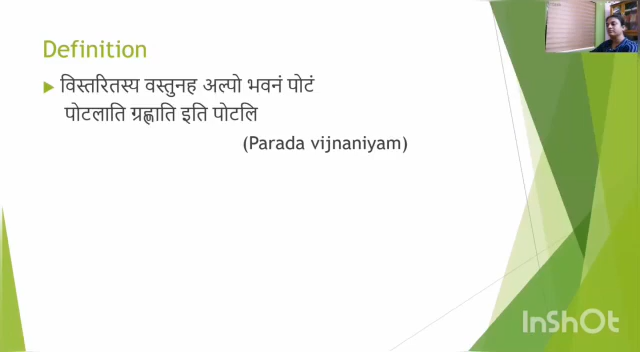 Definition
विस्तरितस्य वस्तुनह अल्पो भवनं पोटं
पोटलाति ग्रह्णाति इति पोटलि
(Parada vijnaniyam)
InShOt